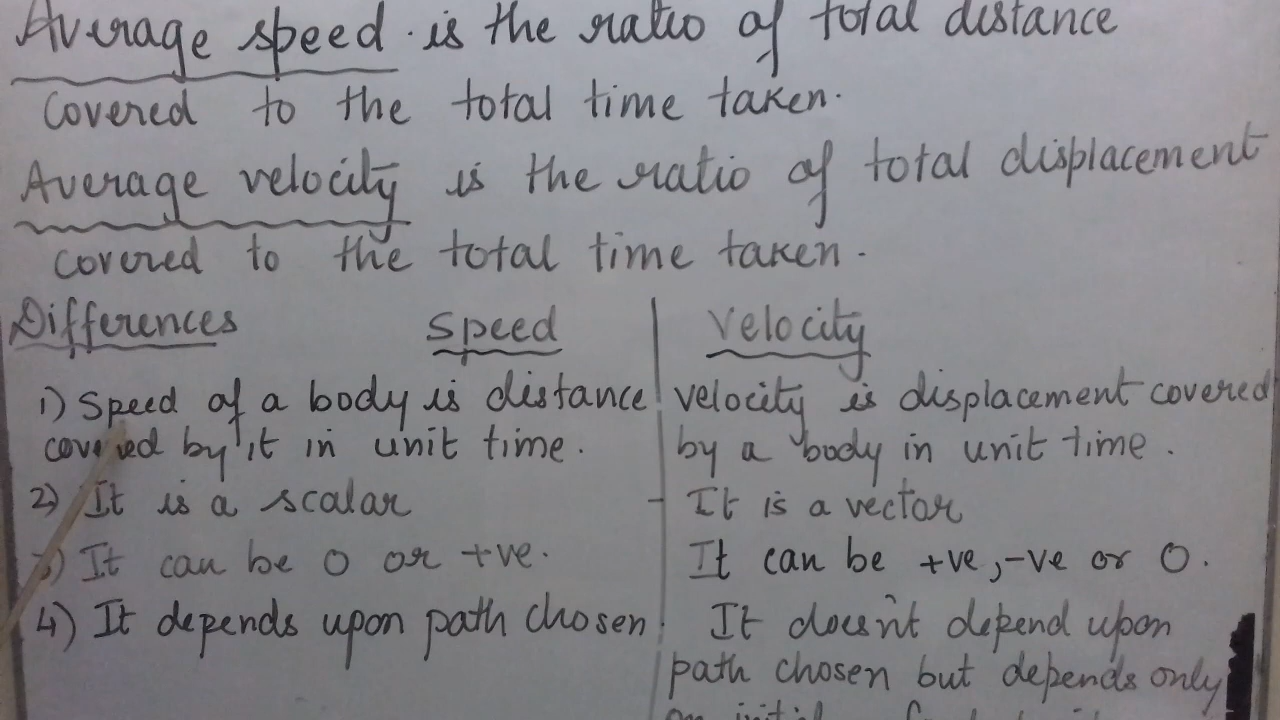 Average speed is the ratio of total distance
covered to the total time taken.
Average velocity is the ratio of total displacement
covered to the total time taken.
Differences Speed Velocity
1) Speed of a body is distance
covered by it in unit time.
velocity is displacement covered
by a body in unit time.
2) It is a scalar
- It is a vector
3) It can be 0 or +ve.
It can be +ve, -ve or 0.
4) It depends upon path chosen.
It doesn't depend upon
path chosen but depends only
on initial